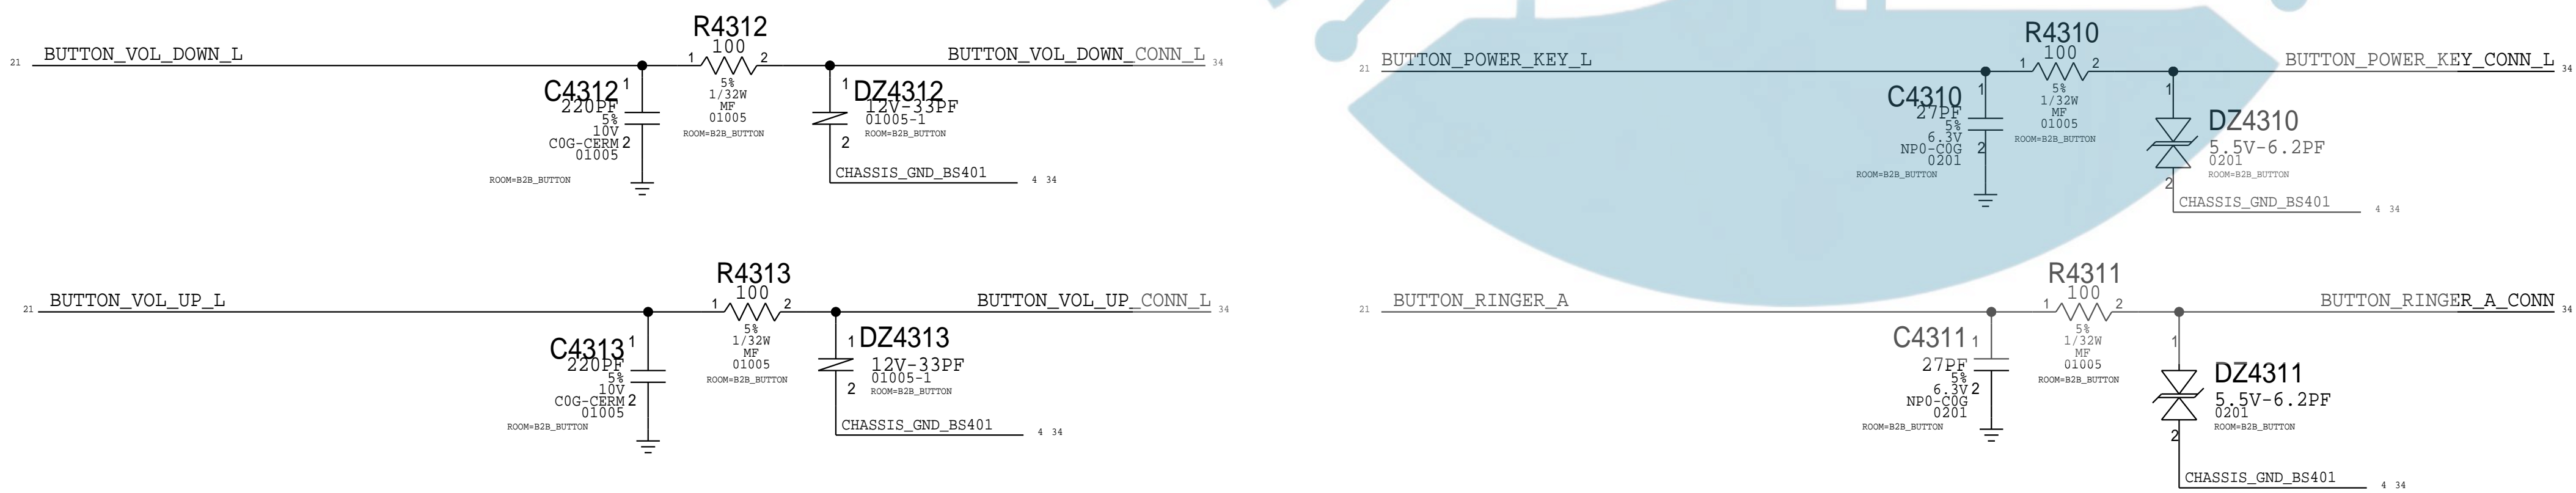 R4312
21 BUTTON_VOL_DOWN_L 1 100 2 BUTTON_VOL_DOWN_CONN_L 34
C4312 1
220PF
5%
10V
C0G-CERM 2
01005
ROOM=B2B_BUTTON
5%
1/32W
MF
01005
ROOM=B2B_BUTTON
1 DZ4312
12V-33PF
01005-1
ROOM=B2B_BUTTON
2
CHASSIS_GND_BS401 4 34
R4310
21 BUTTON_POWER_KEY_L 1 100 2 BUTTON_POWER_KEY_CONN_L 34
C4310 1
27PF
5%
6.3V
NP0-C0G 2
0201
ROOM=B2B_BUTTON
5%
1/32W
MF
01005
ROOM=B2B_BUTTON
1
DZ4310
5.5V-6.2PF
0201
ROOM=B2B_BUTTON
2
CHASSIS_GND_BS401 4 34
R4313
21 BUTTON_VOL_UP_L 1 100 2 BUTTON_VOL_UP_CONN_L 34
C4313 1
220PF
5%
10V
C0G-CERM 2
01005
ROOM=B2B_BUTTON
5%
1/32W
MF
01005
ROOM=B2B_BUTTON
1 DZ4313
12V-33PF
01005-1
ROOM=B2B_BUTTON
2
CHASSIS_GND_BS401 4 34
R4311
21 BUTTON_RINGER_A 1 100 2 BUTTON_RINGER_A_CONN 34
C4311 1
27PF
5%
6.3V 2
NP0-C0G
0201
ROOM=B2B_BUTTON
5%
1/32W
MF
01005
ROOM=B2B_BUTTON
1
DZ4311
5.5V-6.2PF
0201
ROOM=B2B_BUTTON
2
CHASSIS_GND_BS401 4 34